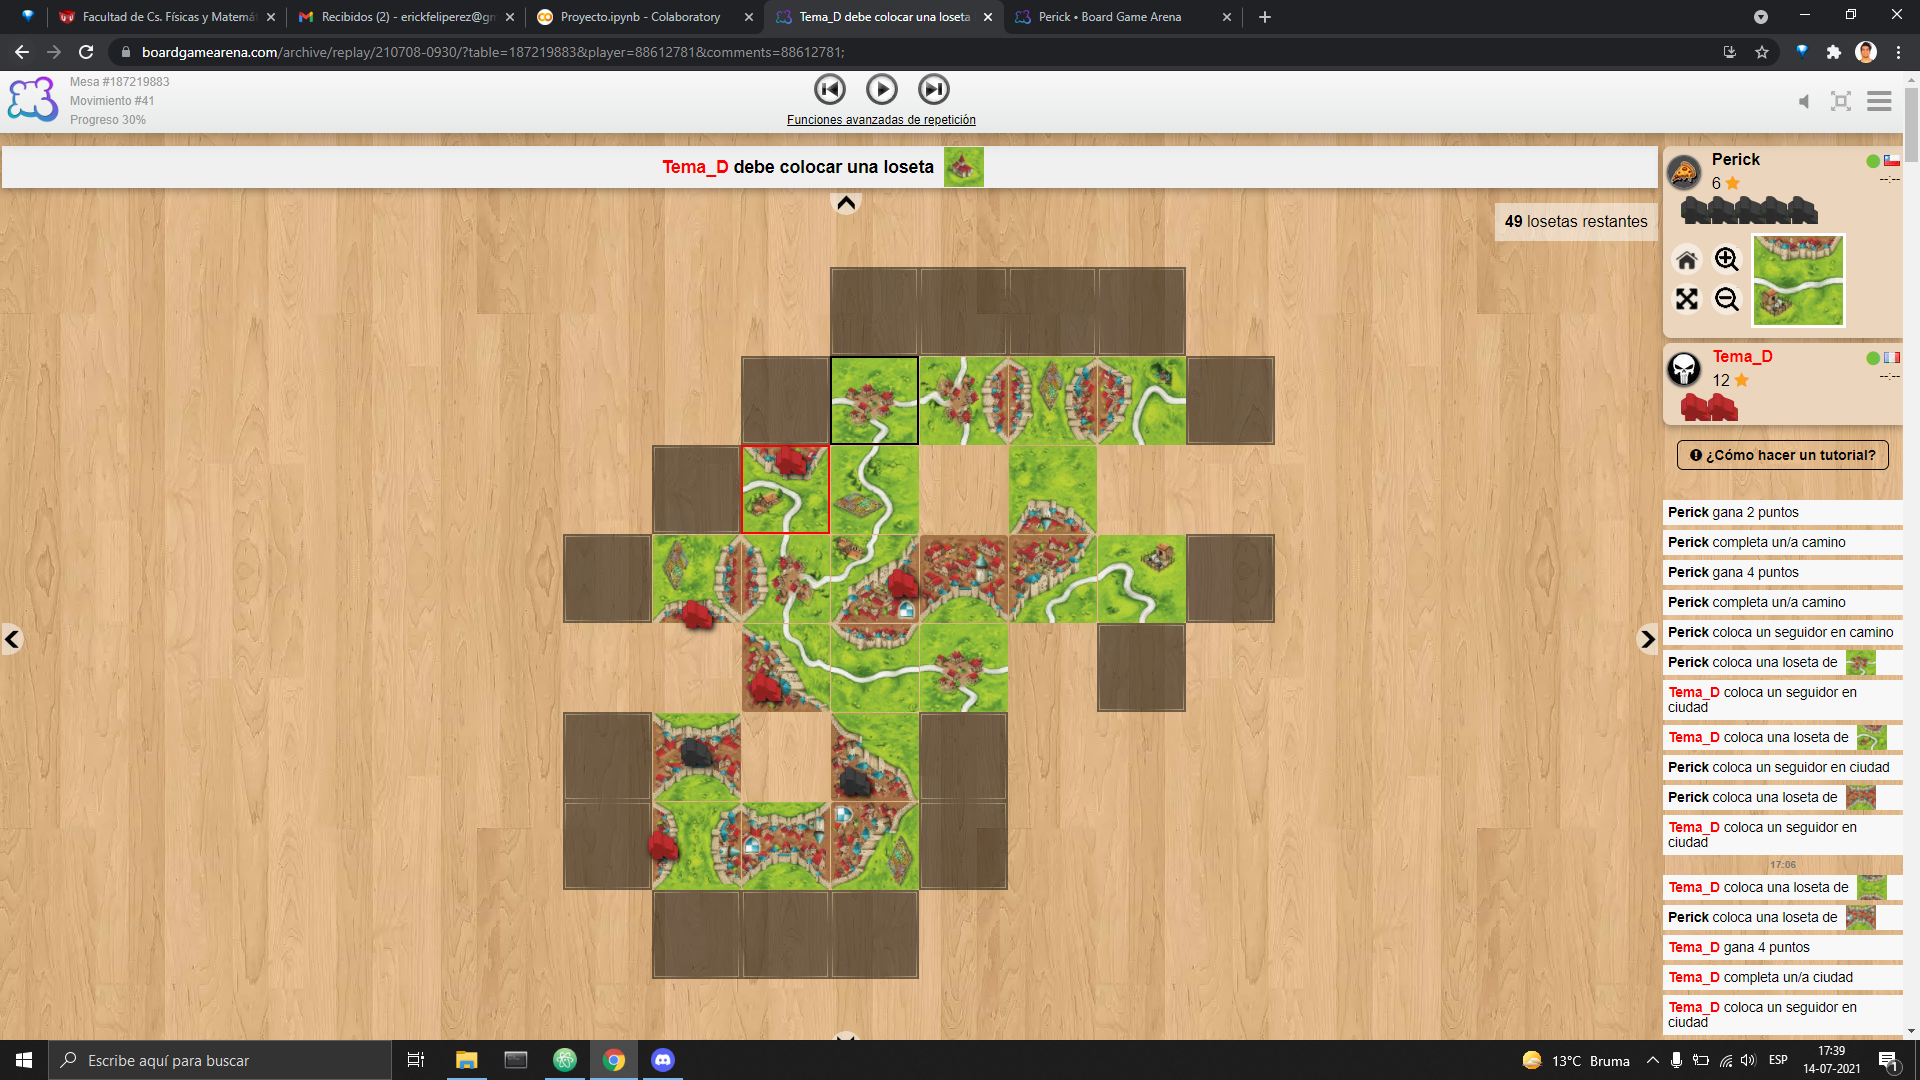 Facultad de Cs. Físicas y Matemá
Recibidos (2) - erickfeliperez@gm
Proyecto.ipynb - Colaboratory
Tema_D debe colocar una loseta
Perick • Board Game Arena
boardgamearena.com/archive/replay/210708-0930/?table=187219883&player=88612781&comments=88612781;
Mesa #187219883
Movimiento #41
Progreso 30%
Funciones avanzadas de repetición
Tema_D debe colocar una loseta
49 losetas restantes
Perick
6
--:--
Tema_D
12
--:--
¿Cómo hacer un tutorial?
Perick gana 2 puntos
Perick completa un/a camino
Perick gana 4 puntos
Perick completa un/a camino
Perick coloca un seguidor en camino
Perick coloca una loseta de
Tema_D coloca un seguidor en
ciudad
Tema_D coloca una loseta de
Perick coloca un seguidor en ciudad
Perick coloca una loseta de
Tema_D coloca un seguidor en
ciudad
17:06
Tema_D coloca una loseta de
Perick coloca una loseta de
Tema_D gana 4 puntos
Tema_D completa un/a ciudad
Tema_D coloca un seguidor en
ciudad
Escribe aquí para buscar
13°C Bruma
ESP
17:39
14-07-2021
1